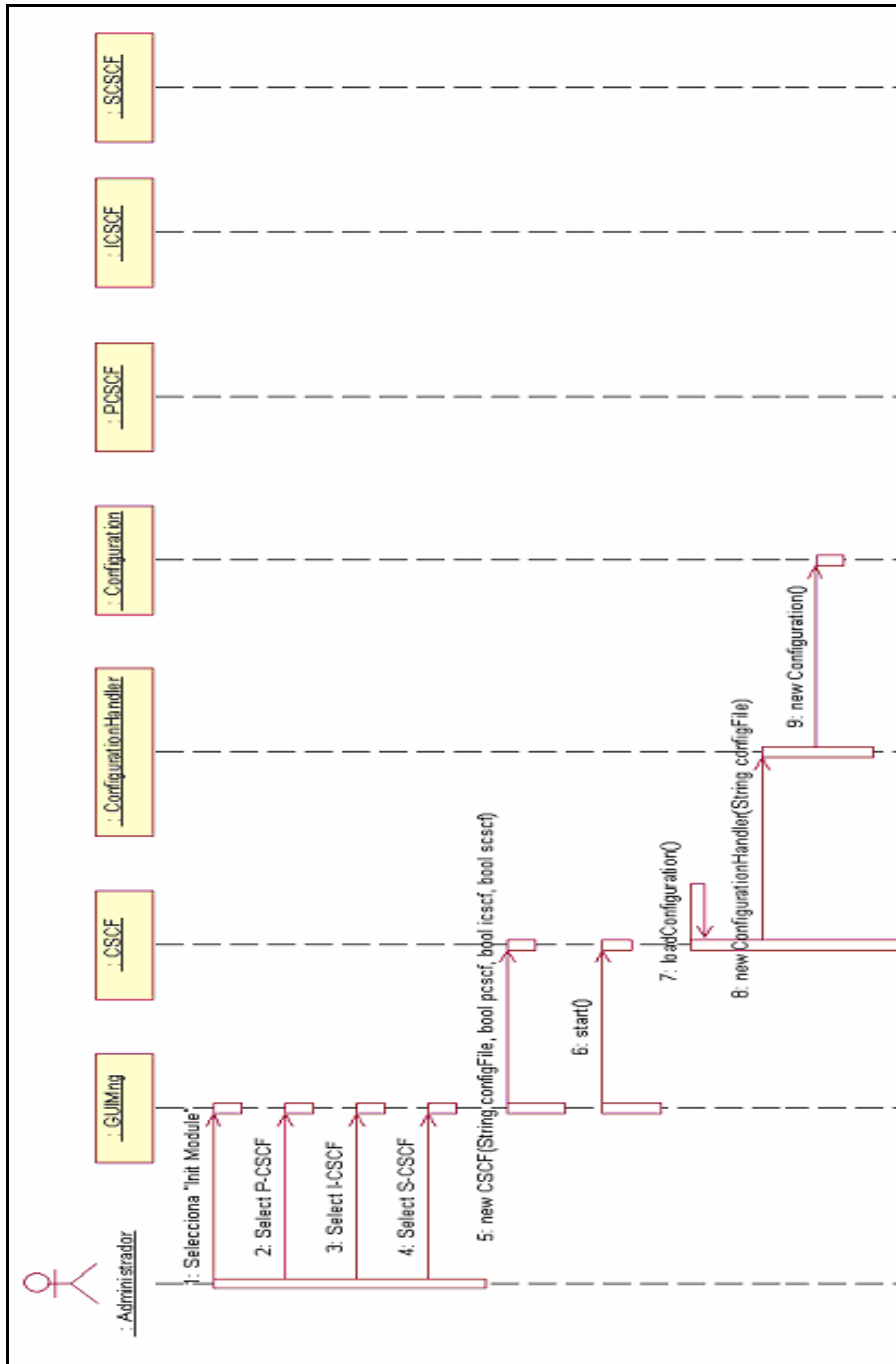 : Administrador
: GUIMng
: CSCF
: ConfigurationHandler
: Configuration
: PCSCF
: ICSCF
: SCSCF
1: Selecciona "Init Module"
2: Select P-CSCF
3: Select I-CSCF
4: Select S-CSCF
5: new CSCF(String configFile, bool pcscf, bool icscf, bool scscf)
6: start()
7: loadConfiguration()
8: new ConfigurationHandler(String configFile)
9: new Configuration()